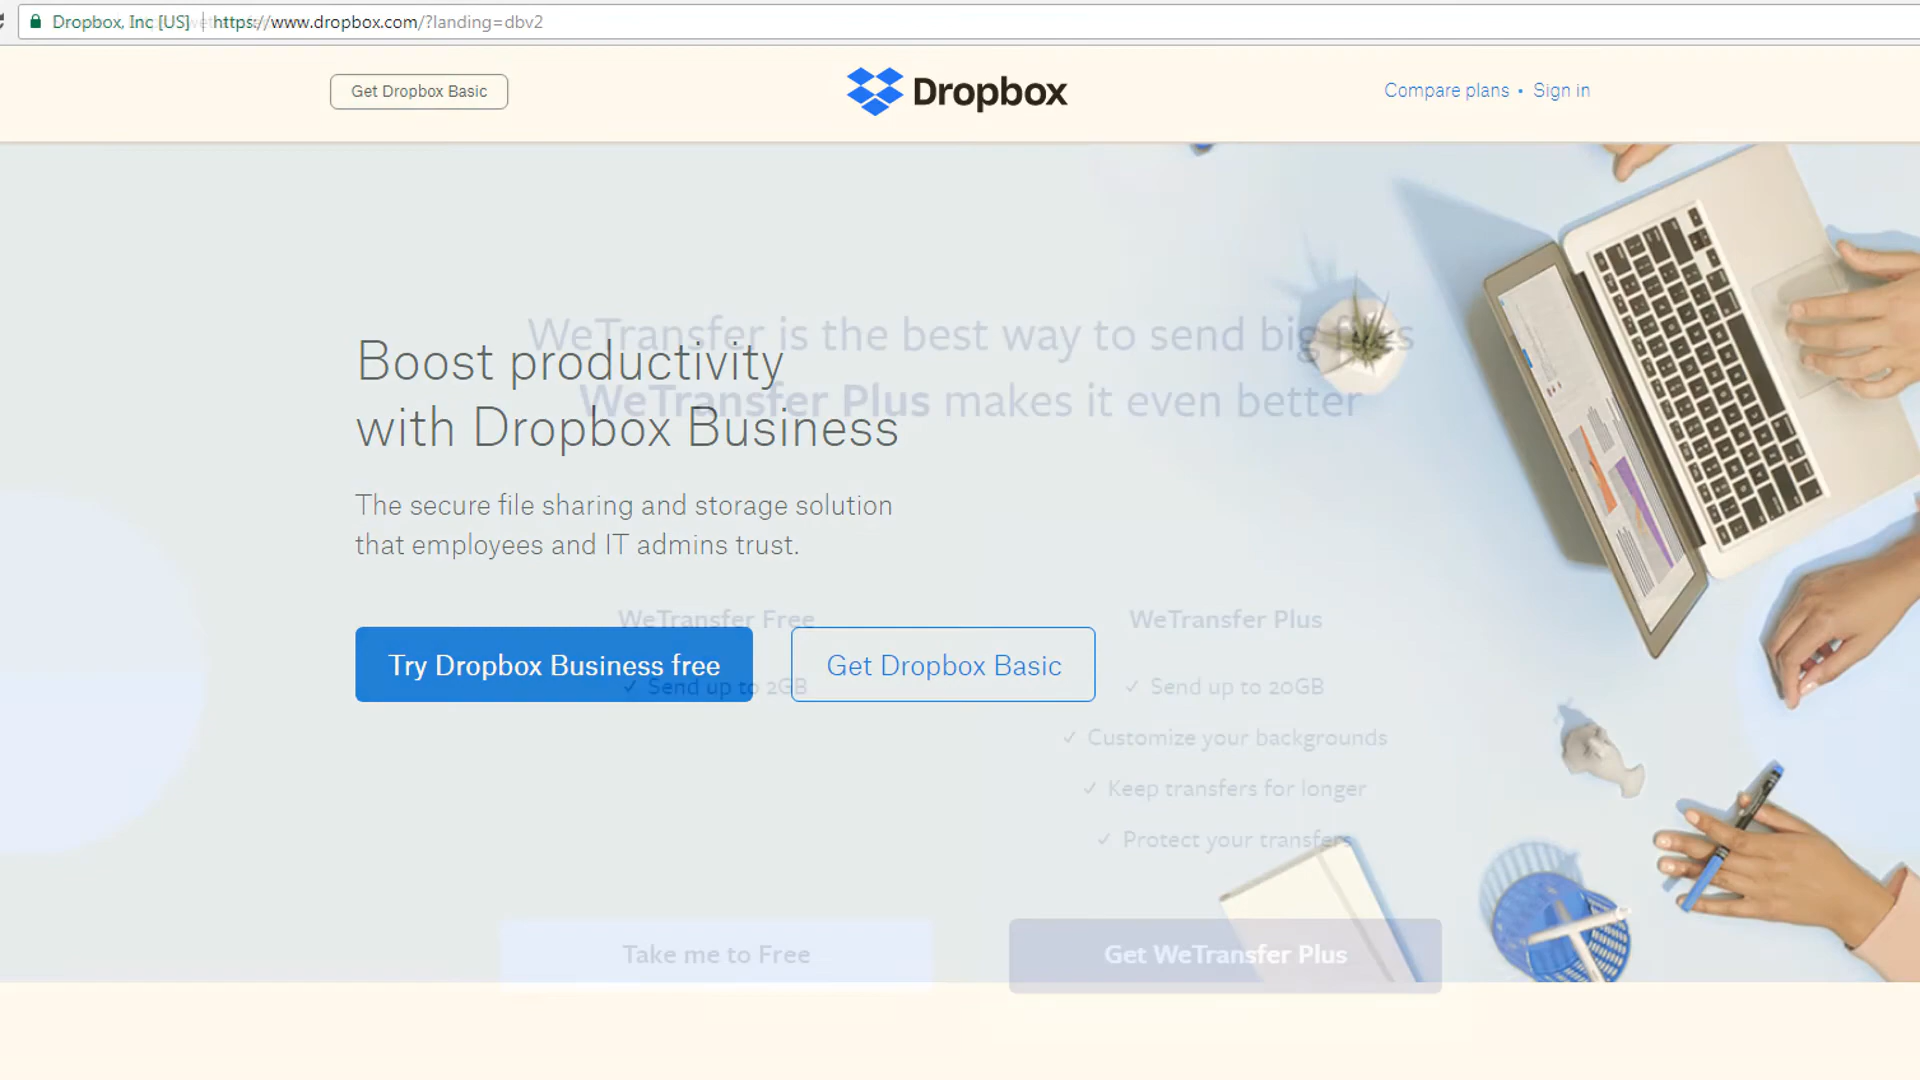 Dropbox, Inc [US] | https://www.dropbox.com/?landing=dbv2
Get Dropbox Basic
Dropbox
Compare plans • Sign in
WeTransfer is the best way to send big files
WeTransfer Plus makes it even better
Boost productivity
with Dropbox Business
The secure file sharing and storage solution
that employees and IT admins trust.
WeTransfer Free
WeTransfer Plus
Try Dropbox Business free
Get Dropbox Basic
✓ Send up to 2GB
✓ Send up to 20GB
✓ Customize your backgrounds
✓ Keep transfers for longer
✓ Protect your transfers
Take me to Free
Get WeTransfer Plus